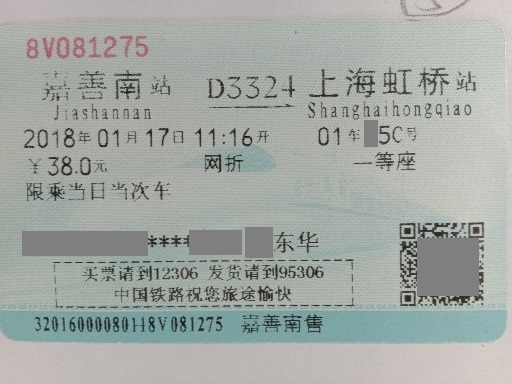 8V081275
嘉善南站 D3324 上海虹桥站
Jiashannan Shanghaihongqiao
2018年01月17日 11:16开 01车 5C号
￥38.0元 网折 一等座
限乘当日当次车
**** 东华
买票请到12306 发货请到95306
中国铁路祝您旅途愉快
32016000080118V081275 嘉善南售